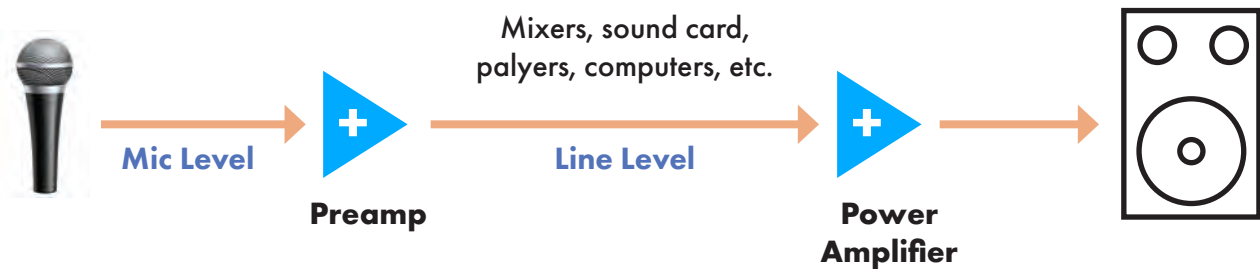 Mixers, sound card,
palyers, computers, etc.
Mic Level
Line Level
Preamp
Power
Amplifier